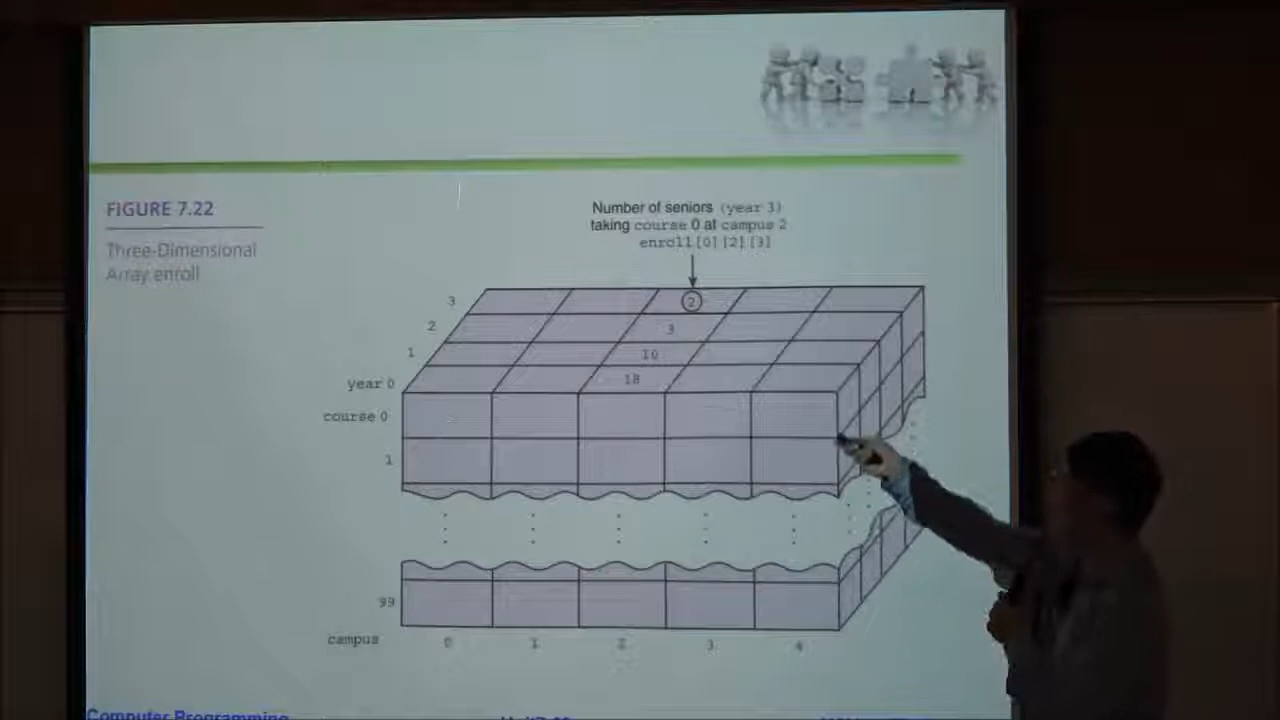 FIGURE 7.22
Three-Dimensional
Array enroll
Number of seniors (year 3)
taking course 0 at campus 2
enroll[0][2][3]
3
2
2
3
1
10
year 0
18
course 0
1
99
campus
0
1
2
3
4
Computer Programming